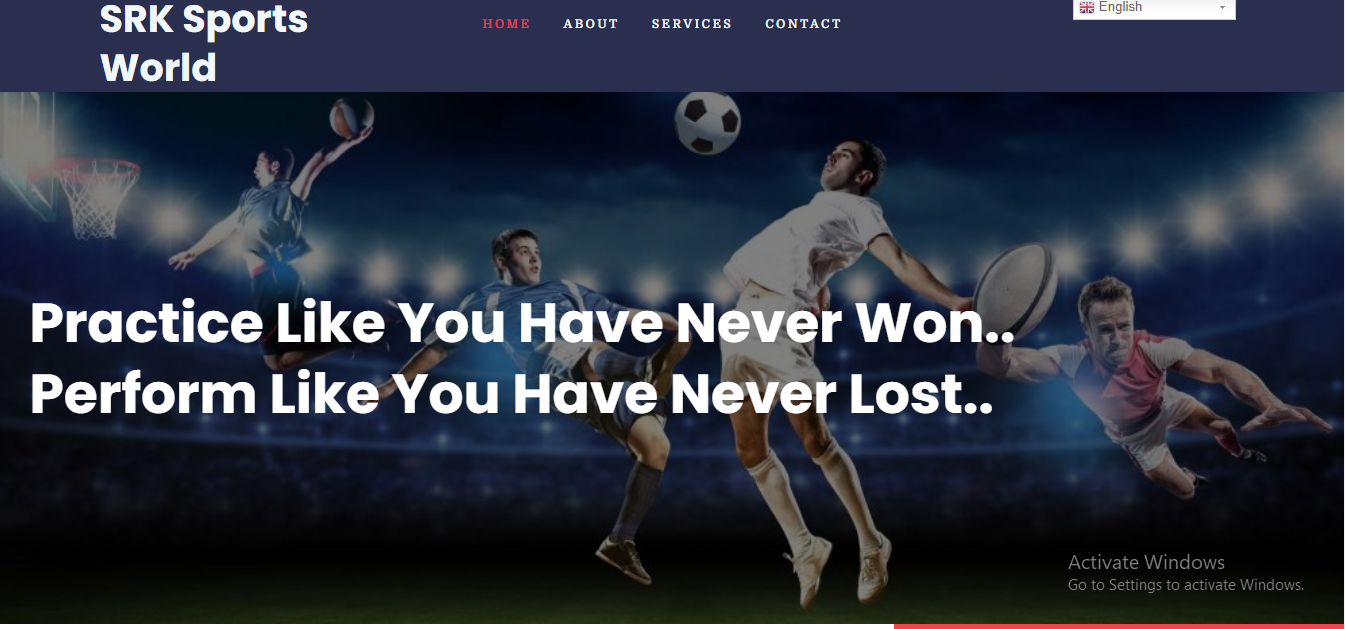 SRK Sports
World
HOME ABOUT SERVICES CONTACT
English
Practice Like You Have Never Won..
Perform Like You Have Never Lost..
Activate Windows
Go to Settings to activate Windows.